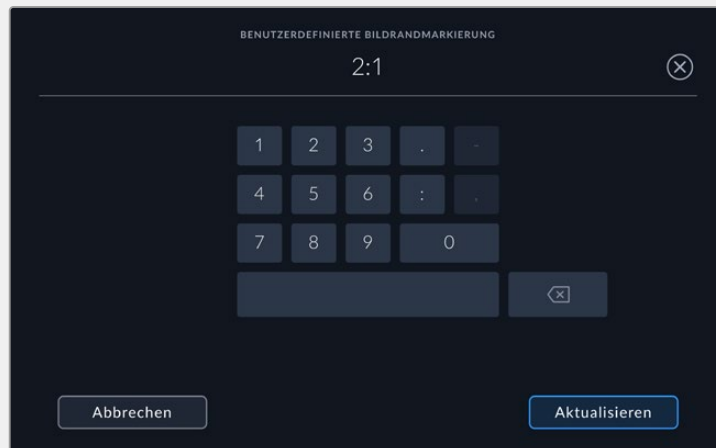 BENUTZERDEFINIERTE BILDRANDMARKIERUNG
2:1
1 2 3 . -
4 5 6 : ,
7 8 9 0
Abbrechen Aktualisieren